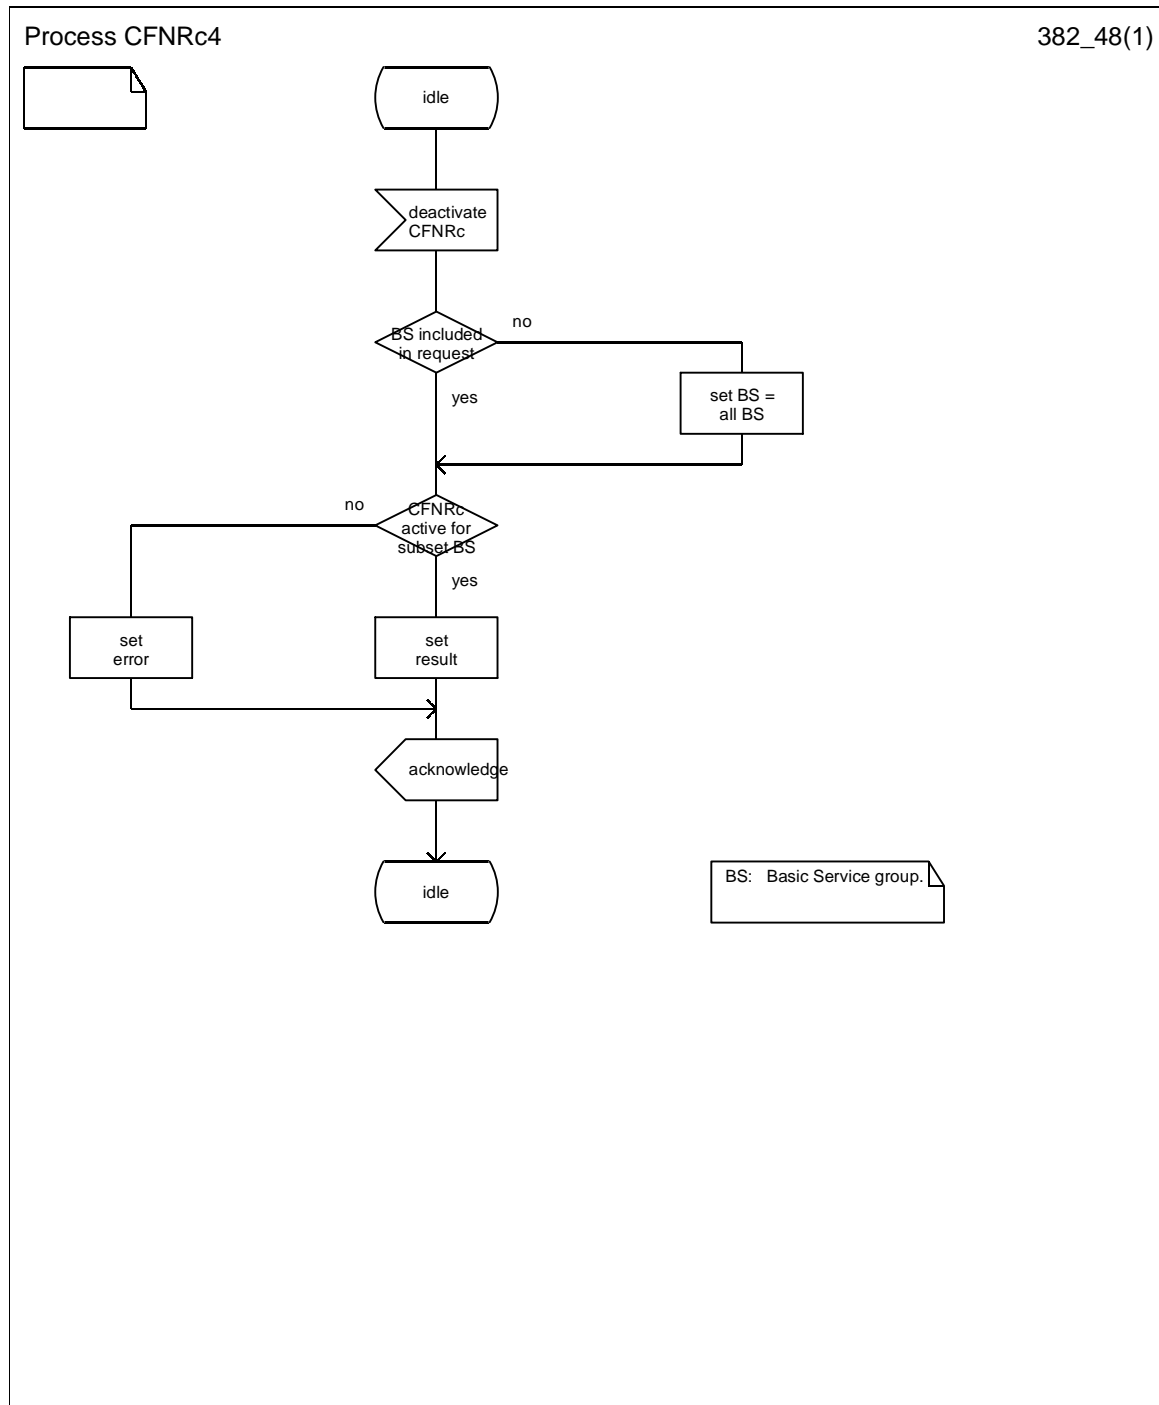 Process CFNRc4
382_48(1)
idle
deactivate
CFNRc
BS included
in request
no
yes
set BS =
all BS
no
CFNRc
active for
subset BS
yes
set
error
set
result
acknowledge
idle
BS: Basic Service group.